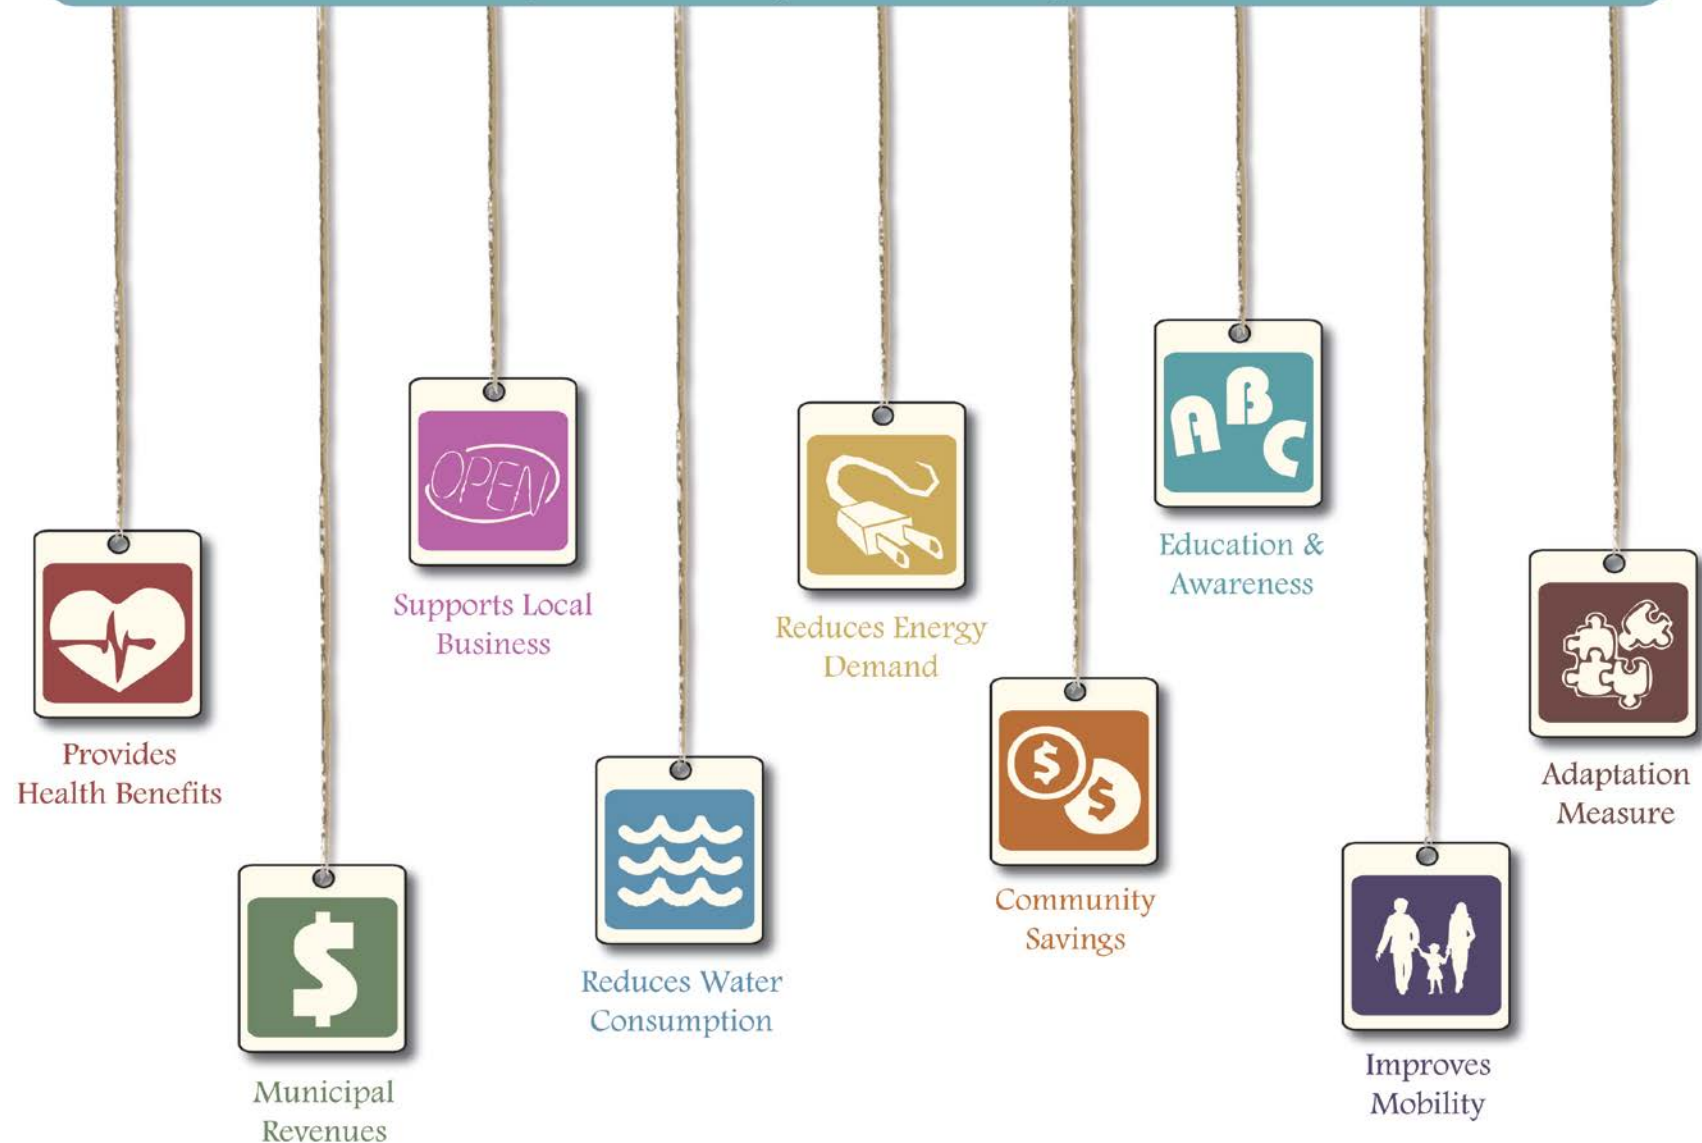 Provides
Health Benefits
$
Municipal
Revenues
OPEN
Supports Local
Business
Reduces Water
Consumption
Reduces Energy
Demand
$
$
Community
Savings
A B C
Education &
Awareness
Improves
Mobility
Adaptation
Measure